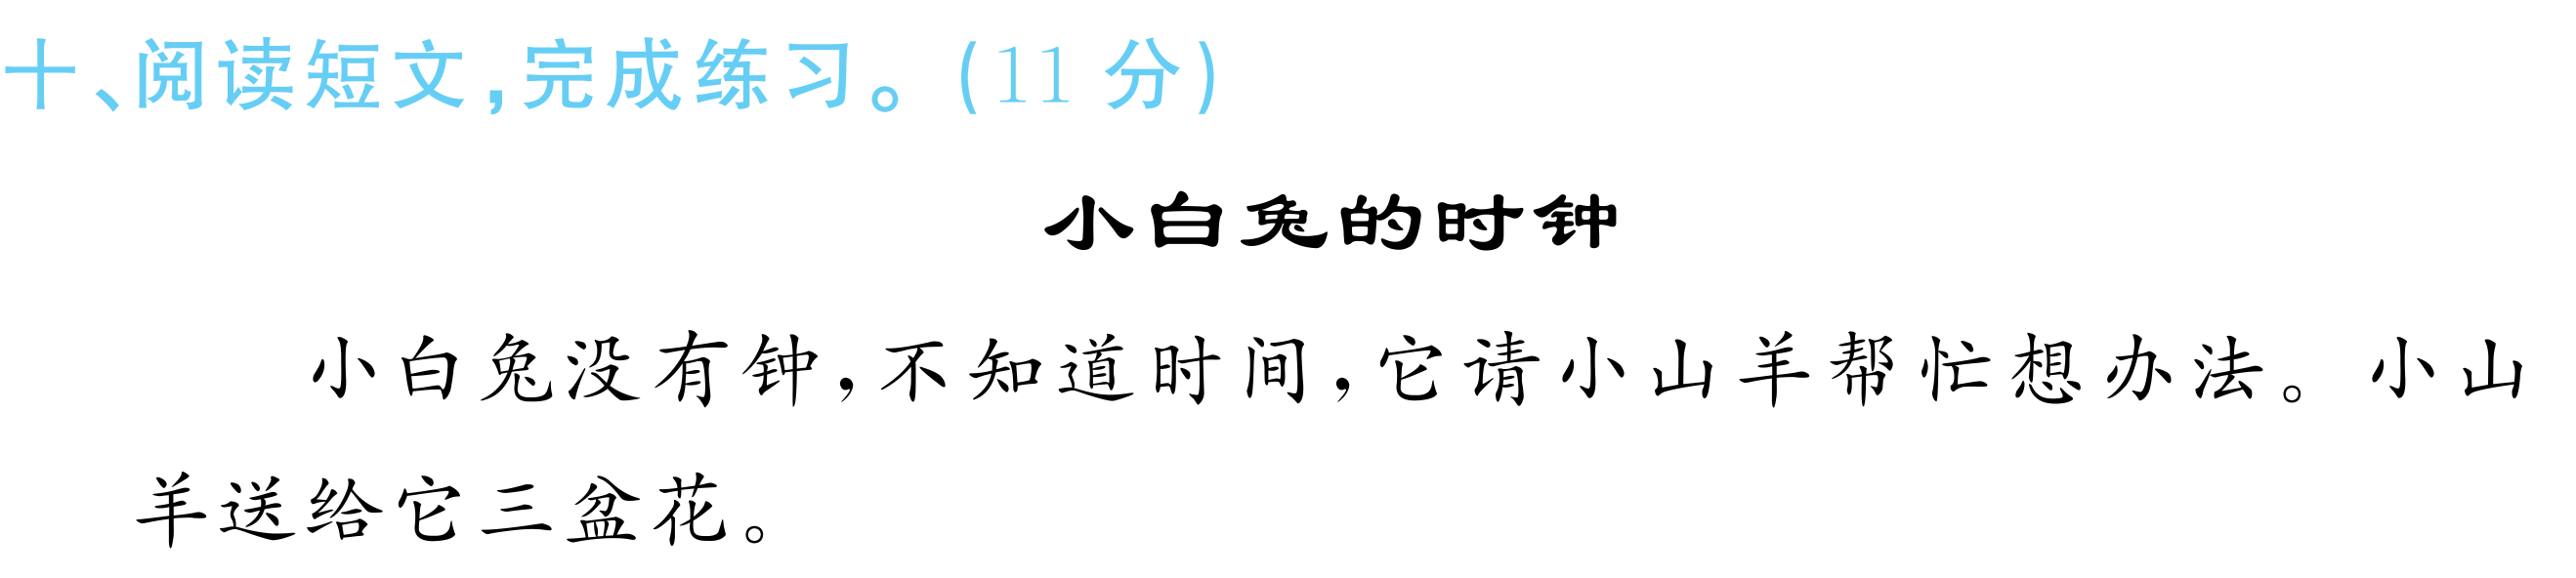 十、阅读短文,完成练习。(11 分)
小白兔的时钟
小白兔没有钟,不知道时间,它请小山羊帮忙想办法。小山
羊送给它三盆花。